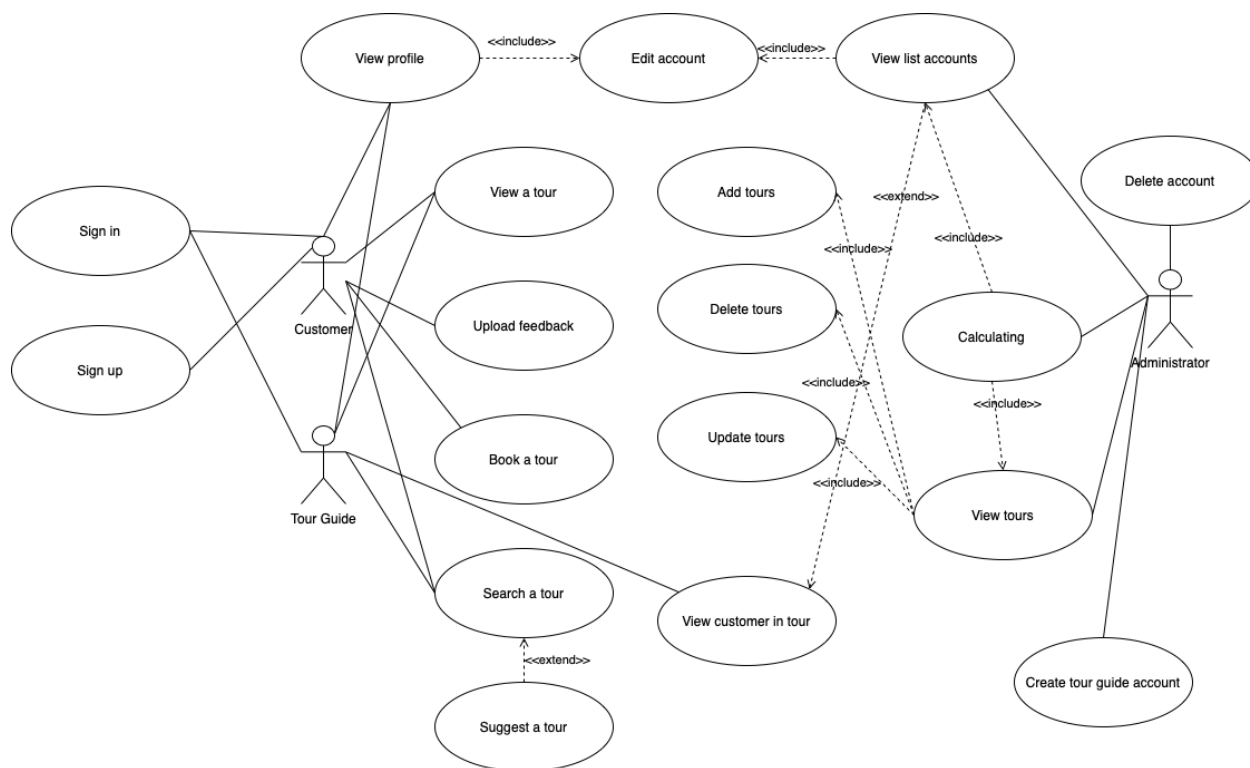 View profile
<<include>>
Edit account
<<include>>
View list accounts
Add tours
<<extend>>
Delete account
View a tour
Sign in
<<include>>
<<include>>
Customer
Upload feedback
Delete tours
Calculating
Administrator
Sign up
<<include>>
<<include>>
Update tours
Book a tour
<<include>>
View tours
Tour Guide
Search a tour
View customer in tour
<<extend>>
Create tour guide account
Suggest a tour